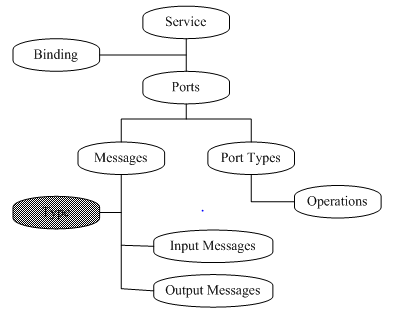 Service
Binding
Ports
Messages
Port Types
Operations
Input Messages
Output Messages